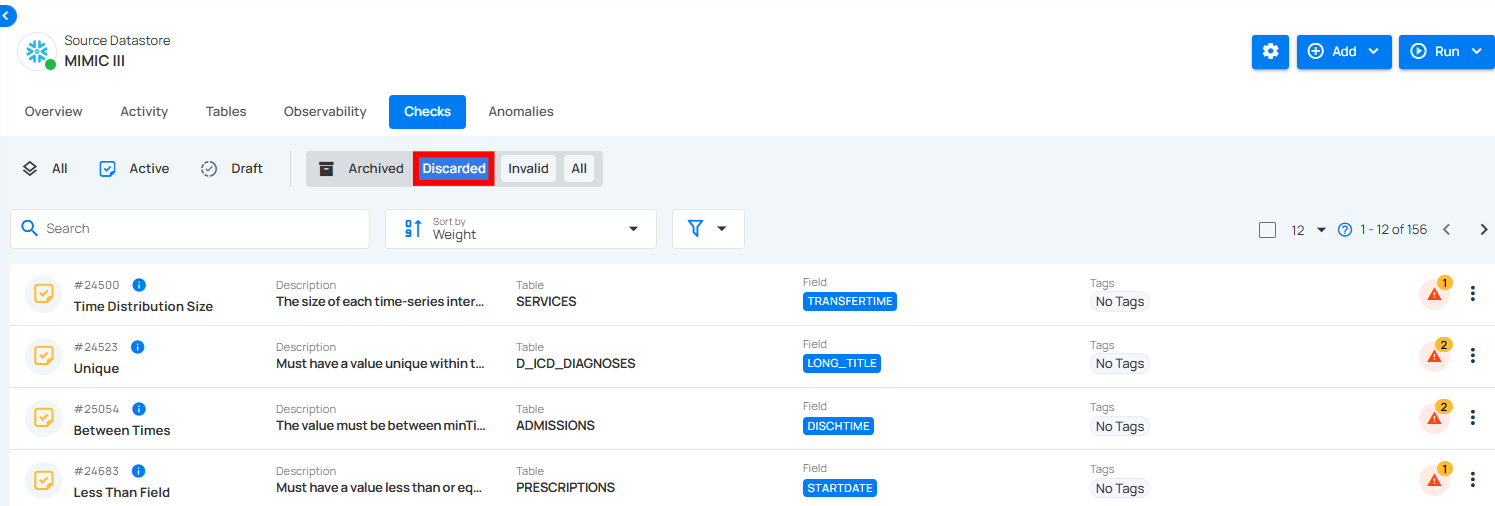 Source Datastore
MIMIC III
Add
Run
Overview Activity Tables Observability Checks Anomalies
All Active Draft Archived Discarded Invalid All
Search
Sort by
Weight
12 1 - 12 of 156
#24500 Description Table Field Tags 1
Time Distribution Size The size of each time-series inter... SERVICES TRANSFERTIME No Tags
#24523 Description Table Field Tags 2
Unique Must have a value unique within t... D_ICD_DIAGNOSES LONG_TITLE No Tags
#25054 Description Table Field Tags 2
Between Times The value must be between minTi... ADMISSIONS DISCHTIME No Tags
#24683 Description Table Field Tags 1
Less Than Field Must have a value less than or eq... PRESCRIPTIONS STARTDATE No Tags